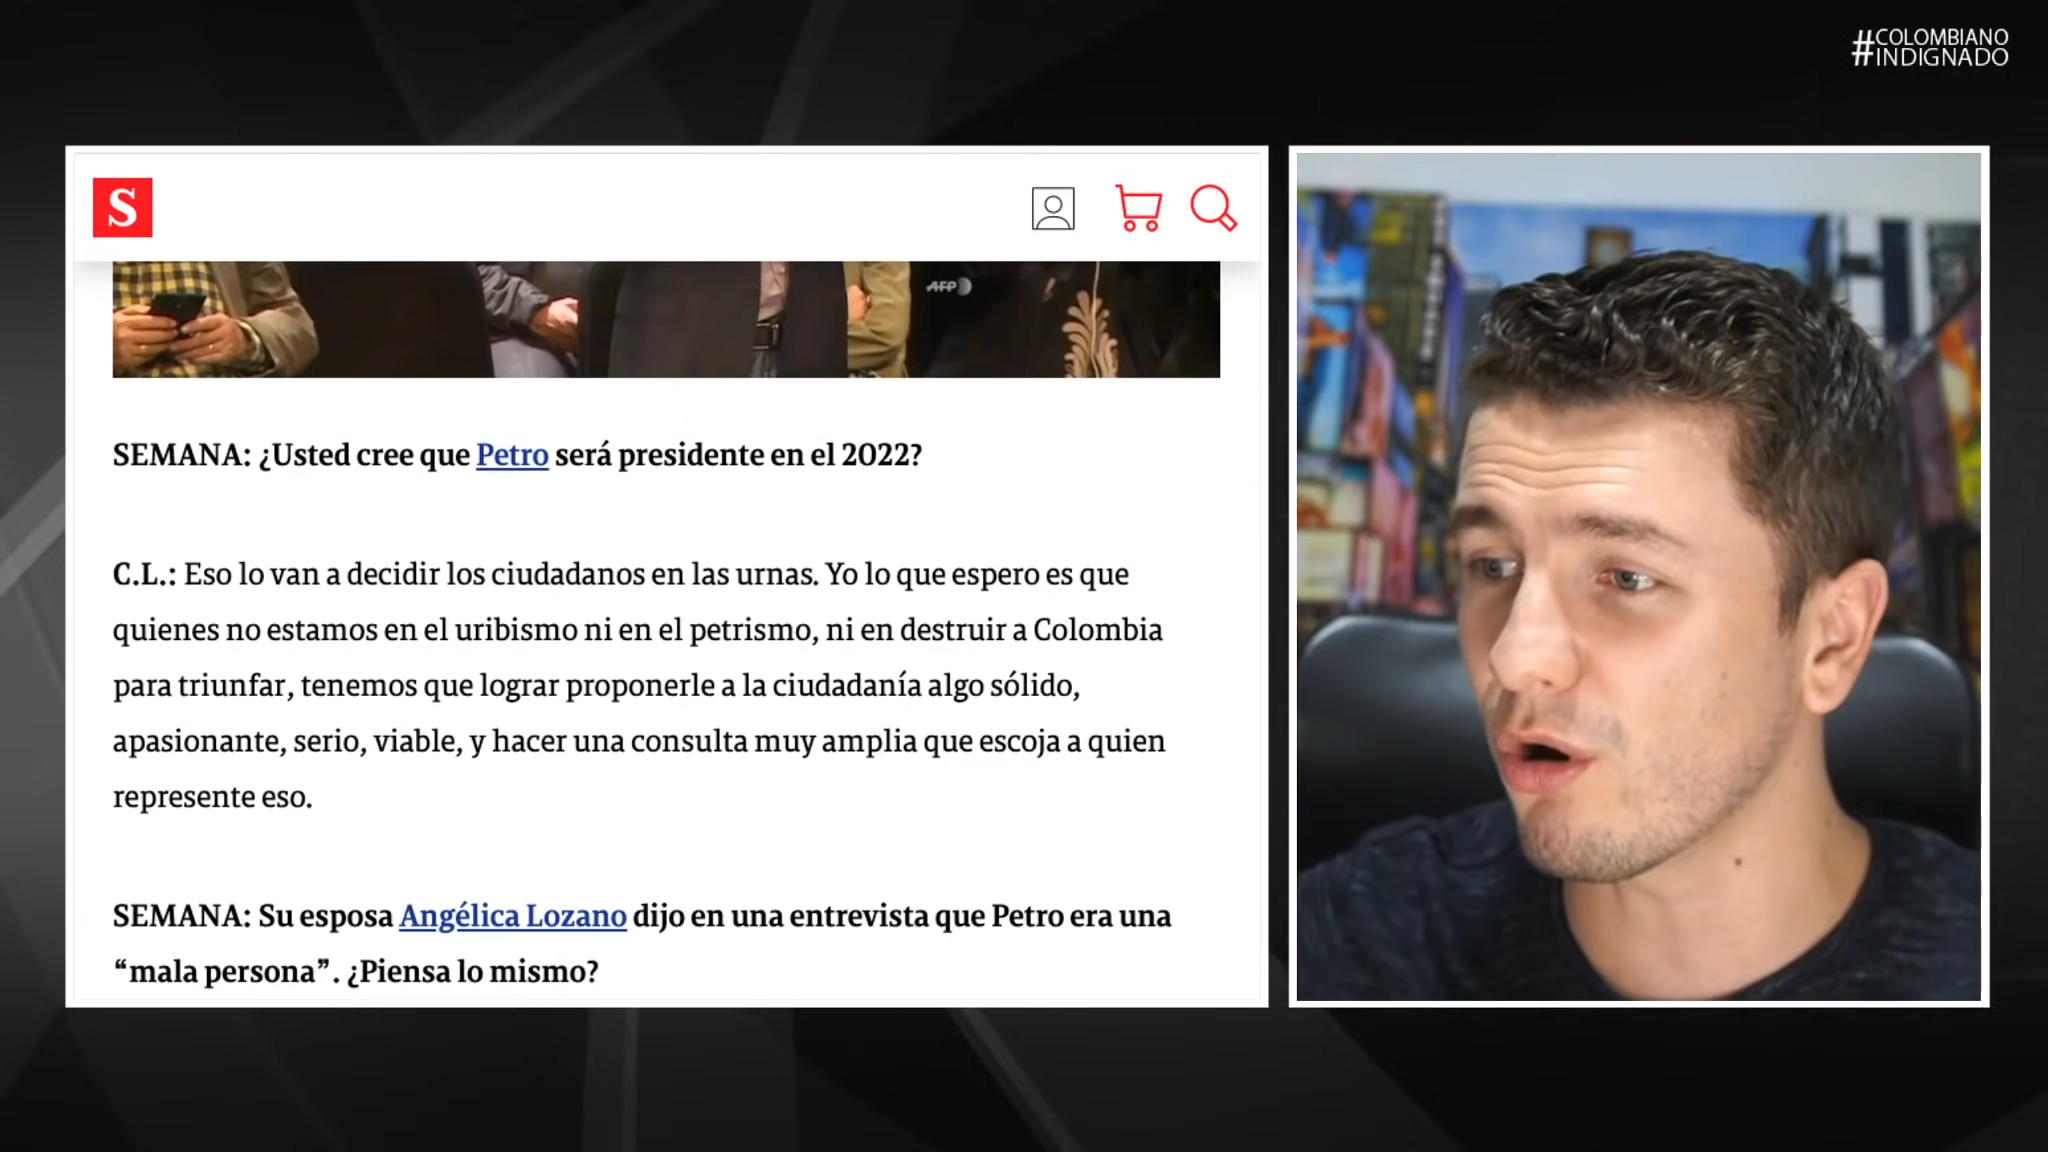 #COLOMBIANO
INDIGNADO
S
AFP
SEMANA: ¿Usted cree que Petro será presidente en el 2022?
C.L.: Eso lo van a decidir los ciudadanos en las urnas. Yo lo que espero es que
quienes no estamos en el uribismo ni en el petrismo, ni en destruir a Colombia
para triunfar, tenemos que lograr proponerle a la ciudadanía algo sólido,
apasionante, serio, viable, y hacer una consulta muy amplia que escoja a quien
represente eso.
SEMANA: Su esposa Angélica Lozano dijo en una entrevista que Petro era una
“mala persona”. ¿Piensa lo mismo?